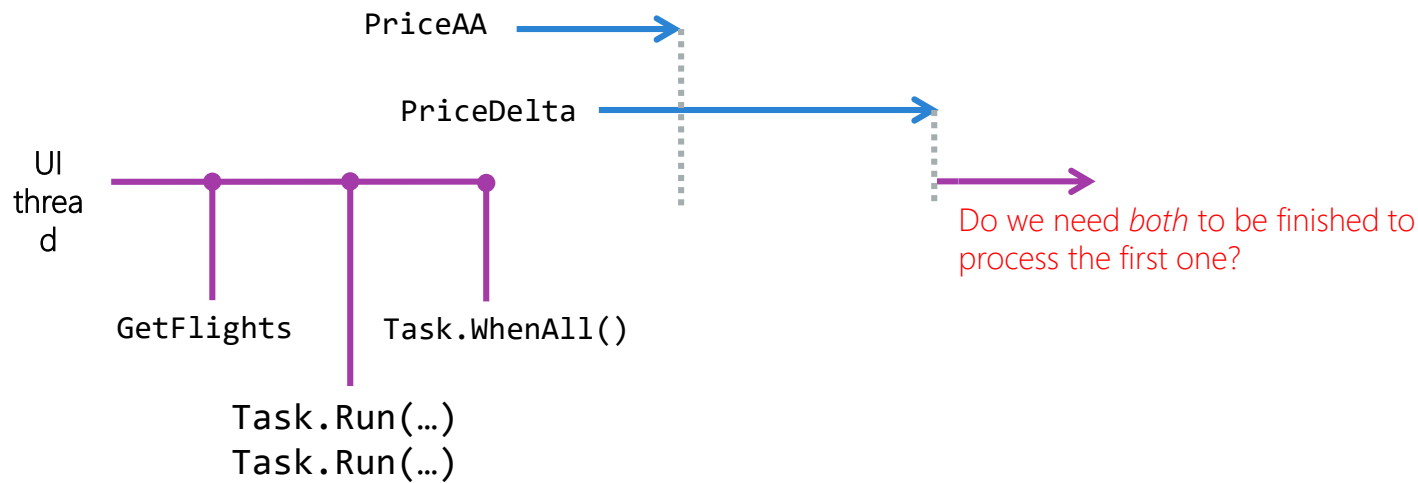 PriceAA
PriceDelta
UI
threa
d
Do we need both to be finished to
process the first one?
GetFlights
Task.WhenAll()
Task.Run(…)
Task.Run(…)